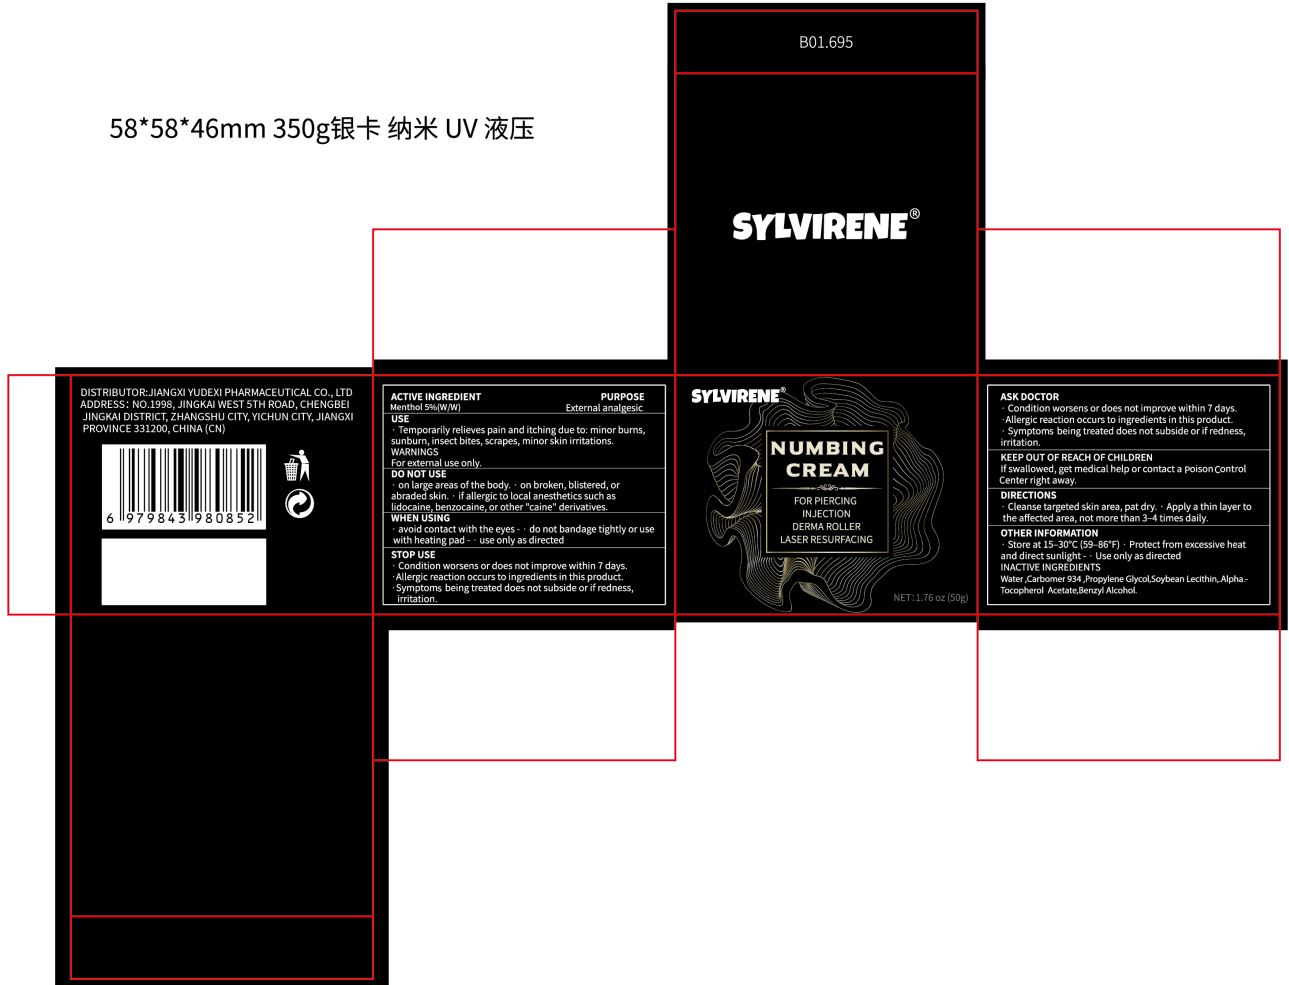 B01.695
58*58*46mm 350g银卡 纳米 UV 液压
SYLVIRENE®
DISTRIBUTOR:JIANGXI YUDEXI PHARMACEUTICAL CO., LTD
ADDRESS: NO.1998, JINGKAI WEST 5TH ROAD, CHENGBEI
JINGKAI DISTRICT, ZHANGSHU CITY, YICHUN CITY, JIANGXI
PROVINCE 331200, CHINA (CN)
6 979843 980852
ACTIVE INGREDIENT PURPOSE
Menthol 5%(W/W) External analgesic
USE
· Temporarily relieves pain and itching due to: minor burns,
sunburn, insect bites, scrapes, minor skin irritations.
WARNINGS
For external use only.
DO NOT USE
· on large areas of the body. · on broken, blistered, or
abraded skin. · if allergic to local anesthetics such as
lidocaine, benzocaine, or other "caine" derivatives.
WHEN USING
· avoid contact with the eyes - · do not bandage tightly or use
with heating pad - · use only as directed
STOP USE
· Condition worsens or does not improve within 7 days.
·Allergic reaction occurs to ingredients in this product.
·Symptoms being treated does not subside or if redness,
irritation.
SYLVIRENE®
NUMBING
CREAM
FOR PIERCING
INJECTION
DERMA ROLLER
LASER RESURFACING
NET:1.76 oz (50g)
ASK DOCTOR
· Condition worsens or does not improve within 7 days.
·Allergic reaction occurs to ingredients in this product.
· Symptoms being treated does not subside or if redness,
irritation.
KEEP OUT OF REACH OF CHILDREN
If swallowed, get medical help or contact a Poison Control
Center right away.
DIRECTIONS
· Cleanse targeted skin area, pat dry. · Apply a thin layer to
the affected area, not more than 3–4 times daily.
OTHER INFORMATION
· Store at 15–30°C (59–86°F) · Protect from excessive heat
and direct sunlight - · Use only as directed
INACTIVE INGREDIENTS
Water ,Carbomer 934 ,Propylene Glycol,Soybean Lecithin,.Alpha.-
Tocopherol Acetate,Benzyl Alcohol.